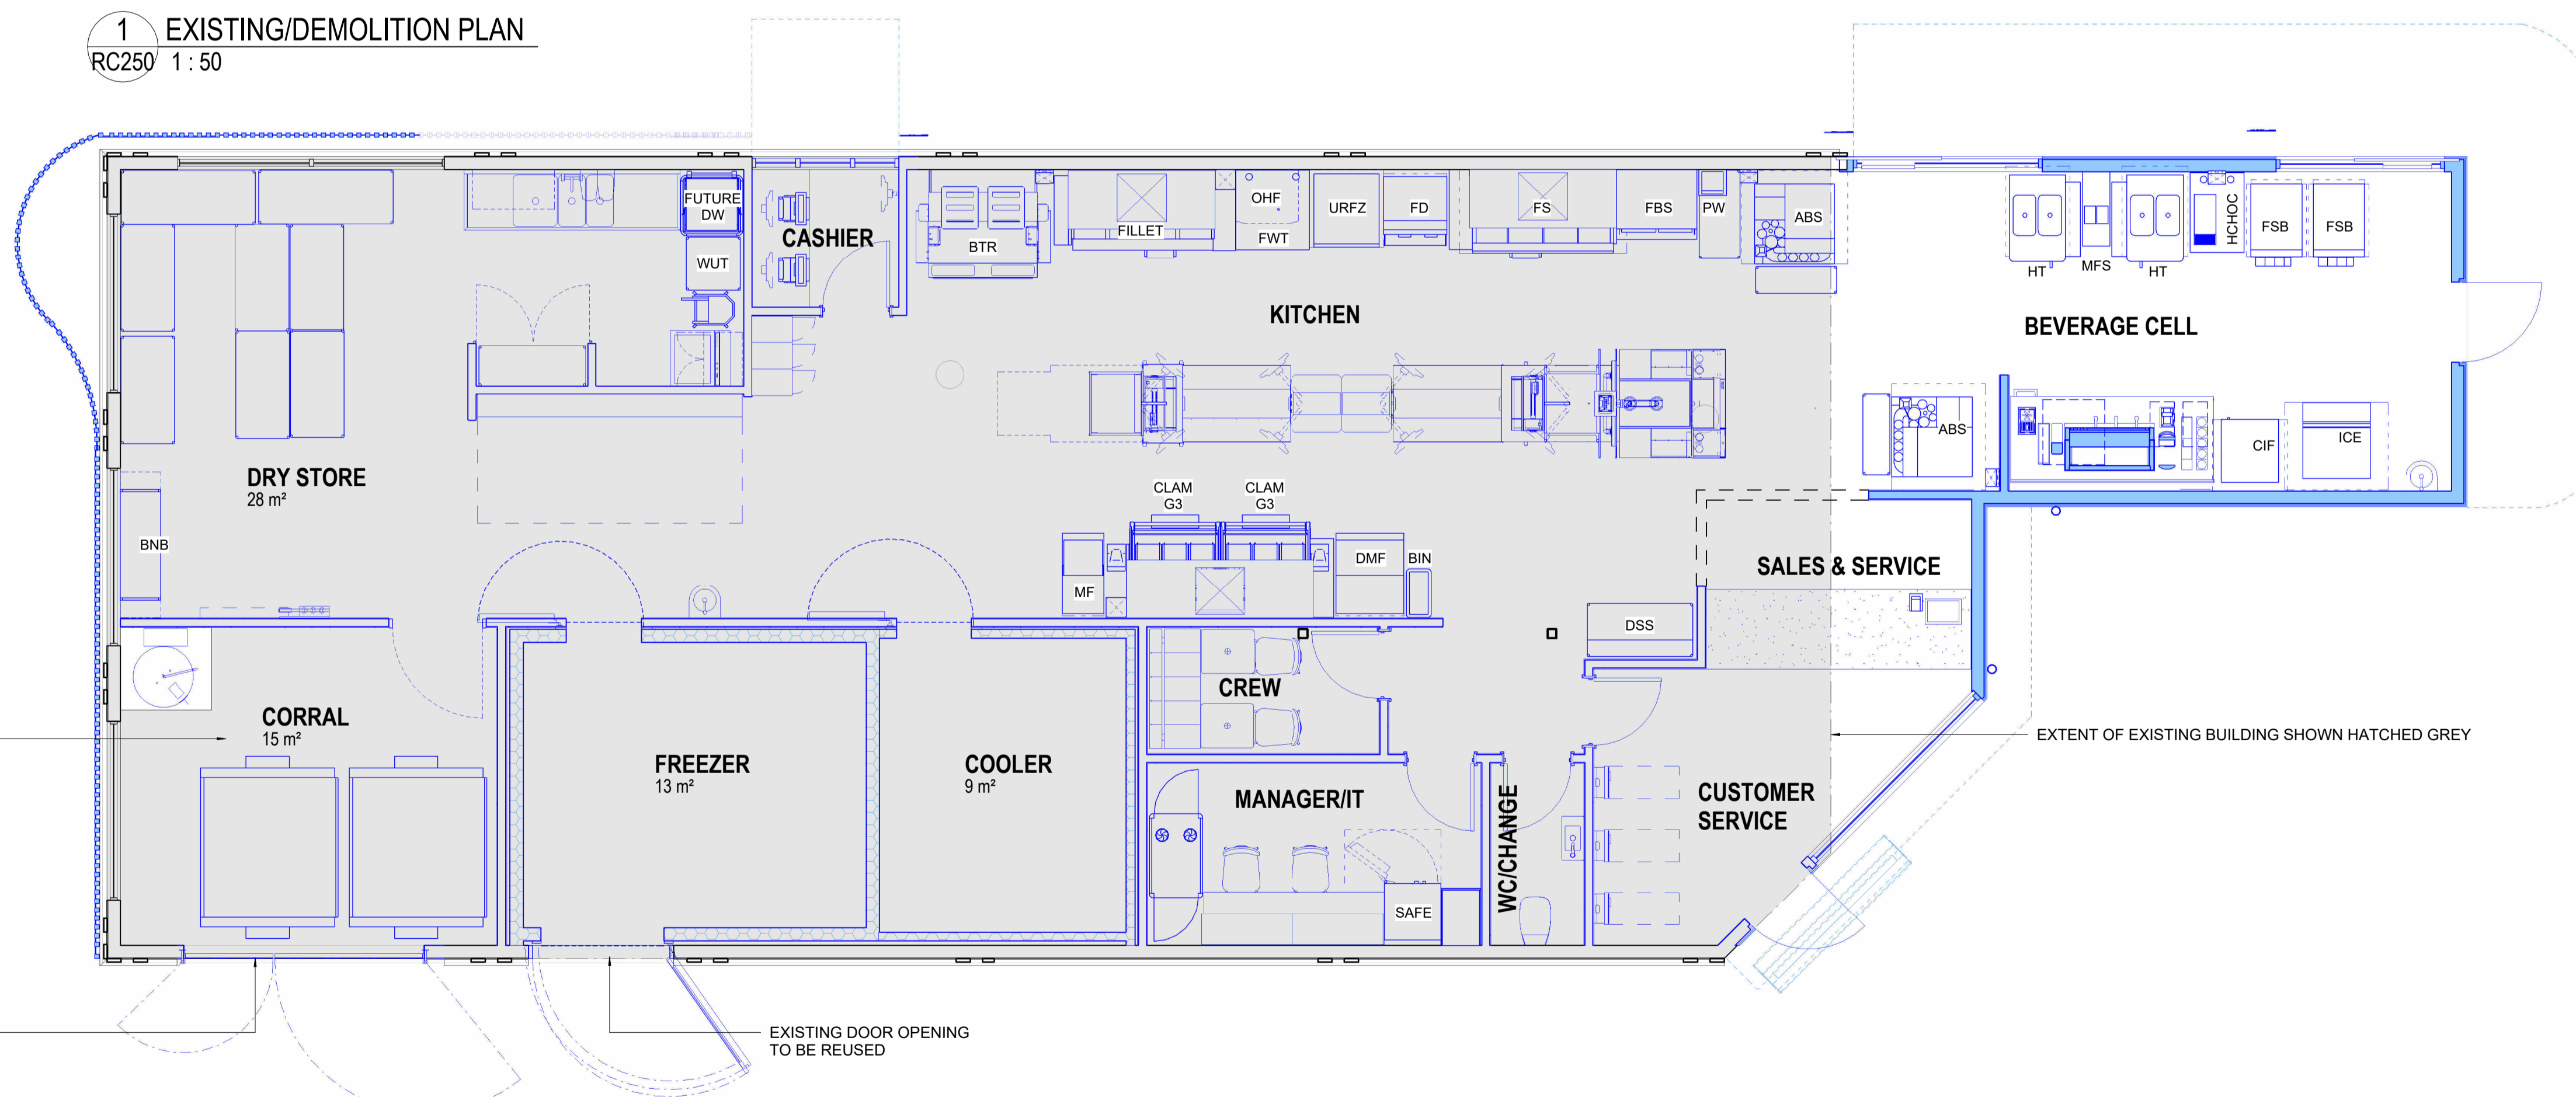 1 EXISTING/DEMOLITION PLAN
RC250 1 : 50
FUTURE
DW
WUT
CASHIER
BTR
FILLET
OHF
FWT
URFZ
FD
FS
FBS
PW
ABS
HT
MFS
HT
HCHOC
FSB
FSB
KITCHEN
BEVERAGE CELL
ABS
CIF
ICE
DRY STORE
28 m²
BNB
CLAM
G3
CLAM
G3
MF
DMF
BIN
SALES & SERVICE
DSS
CREW
CORRAL
15 m²
FREEZER
13 m²
COOLER
9 m²
MANAGER/IT
SAFE
WC/CHANGE
CUSTOMER
SERVICE
EXTENT OF EXISTING BUILDING SHOWN HATCHED GREY
EXISTING DOOR OPENING
TO BE REUSED